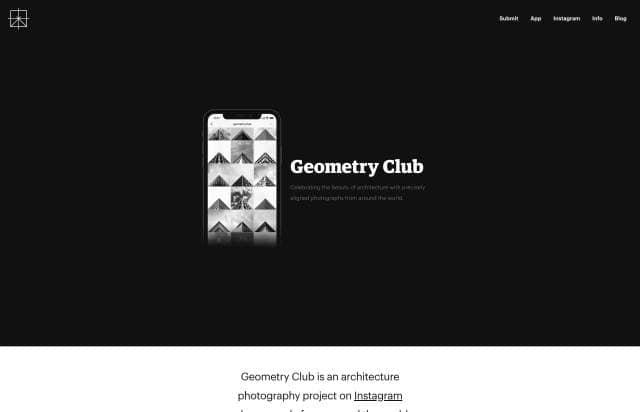 Submit App Instagram Info Blog
geometryclub
Geometry Club
Celebrating the beauty of architecture with precisely
aligned photographs from around the world.
Geometry Club is an architecture
photography project on Instagram